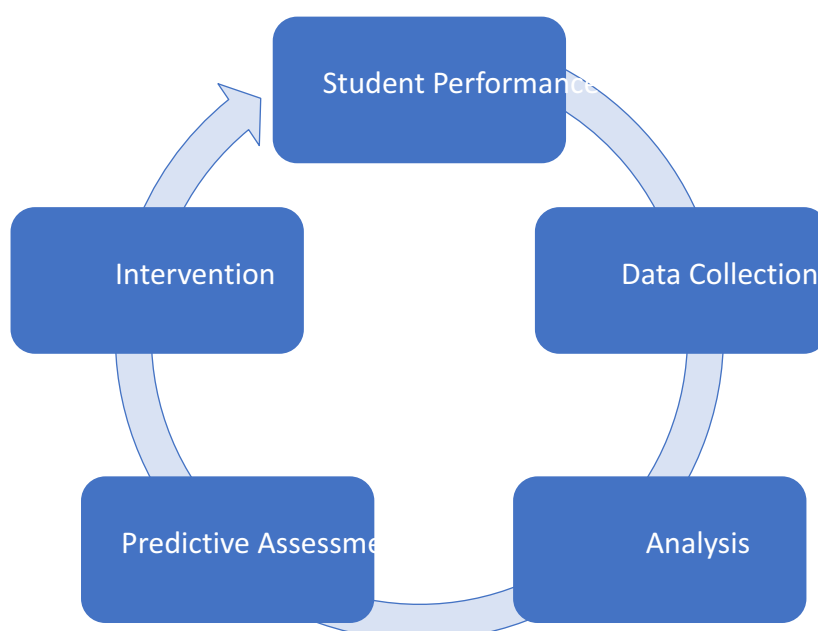 Student Performance
Data Collection
Analysis
Predictive Assessme
Intervention